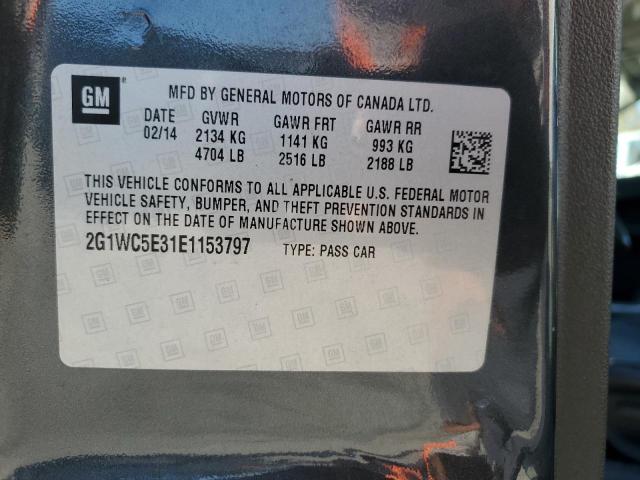 GM
MFD BY GENERAL MOTORS OF CANADA LTD.
DATE GVWR GAWR FRT GAWR RR
02/14 2134 KG 1141 KG 993 KG
4704 LB 2516 LB 2188 LB
THIS VEHICLE CONFORMS TO ALL APPLICABLE U.S. FEDERAL MOTOR
VEHICLE SAFETY, BUMPER, AND THEFT PREVENTION STANDARDS IN
EFFECT ON THE DATE OF MANUFACTURE SHOWN ABOVE.
2G1WC5E31E1153797 TYPE: PASS CAR